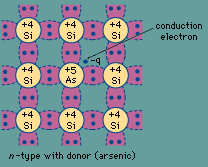 +4 +4 +4
Si Si Si
conduction
electron
-q
+4 +5 +4
Si As Si
+4 +4 +4
Si Si Si
n-type with donor (arsenic)